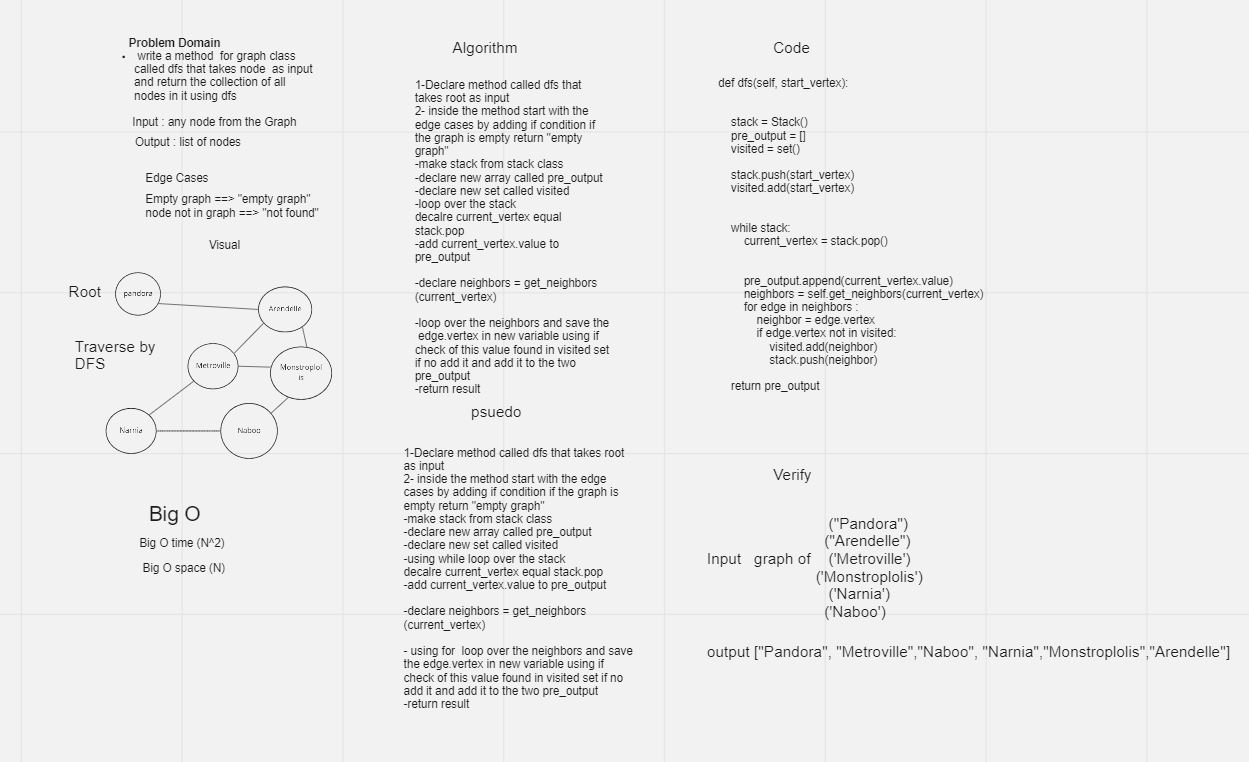 Problem Domain
• write a method for graph class
called dfs that takes node as input
and return the collection of all
nodes in it using dfs
Input : any node from the Graph
Output : list of nodes
Edge Cases
Empty graph ==> "empty graph"
node not in graph ==> "not found"
Visual
Root
pandora
Arendelle
Traverse by
DFS
Metroville
Monstroplol
is
Narnia
Naboo
Big O
Big O time (N^2)
Big O space (N)
Algorithm
1-Declare method called dfs that
takes root as input
2- inside the method start with the
edge cases by adding if condition if
the graph is empty return "empty
graph"
-make stack from stack class
-declare new array called pre_output
-declare new set called visited
-loop over the stack
decalre current_vertex equal
stack.pop
-add current_vertex.value to
pre_output
-declare neighbors = get_neighbors
(current_vertex)
-loop over the neighbors and save the
edge.vertex in new variable using if
check of this value found in visited set
if no add it and add it to the two
pre_output
-return result
psuedo
1-Declare method called dfs that takes root
as input
2- inside the method start with the edge
cases by adding if condition if the graph is
empty return "empty graph"
-make stack from stack class
-declare new array called pre_output
-declare new set called visited
-using while loop over the stack
decalre current_vertex equal stack.pop
-add current_vertex.value to pre_output
-declare neighbors = get_neighbors
(current_vertex)
- using for loop over the neighbors and save
the edge.vertex in new variable using if
check of this value found in visited set if no
add it and add it to the two pre_output
-return result
Code
def dfs(self, start_vertex):
stack = Stack()
pre_output = []
visited = set()
stack.push(start_vertex)
visited.add(start_vertex)
while stack:
current_vertex = stack.pop()
pre_output.append(current_vertex.value)
neighbors = self.get_neighbors(current_vertex)
for edge in neighbors :
neighbor = edge.vertex
if edge.vertex not in visited:
visited.add(neighbor)
stack.push(neighbor)
return pre_output
Verify
("Pandora")
("Arendelle")
Input graph of ('Metroville')
('Monstroplolis')
('Narnia')
('Naboo')
output ["Pandora", "Metroville","Naboo", "Narnia","Monstroplolis","Arendelle"]